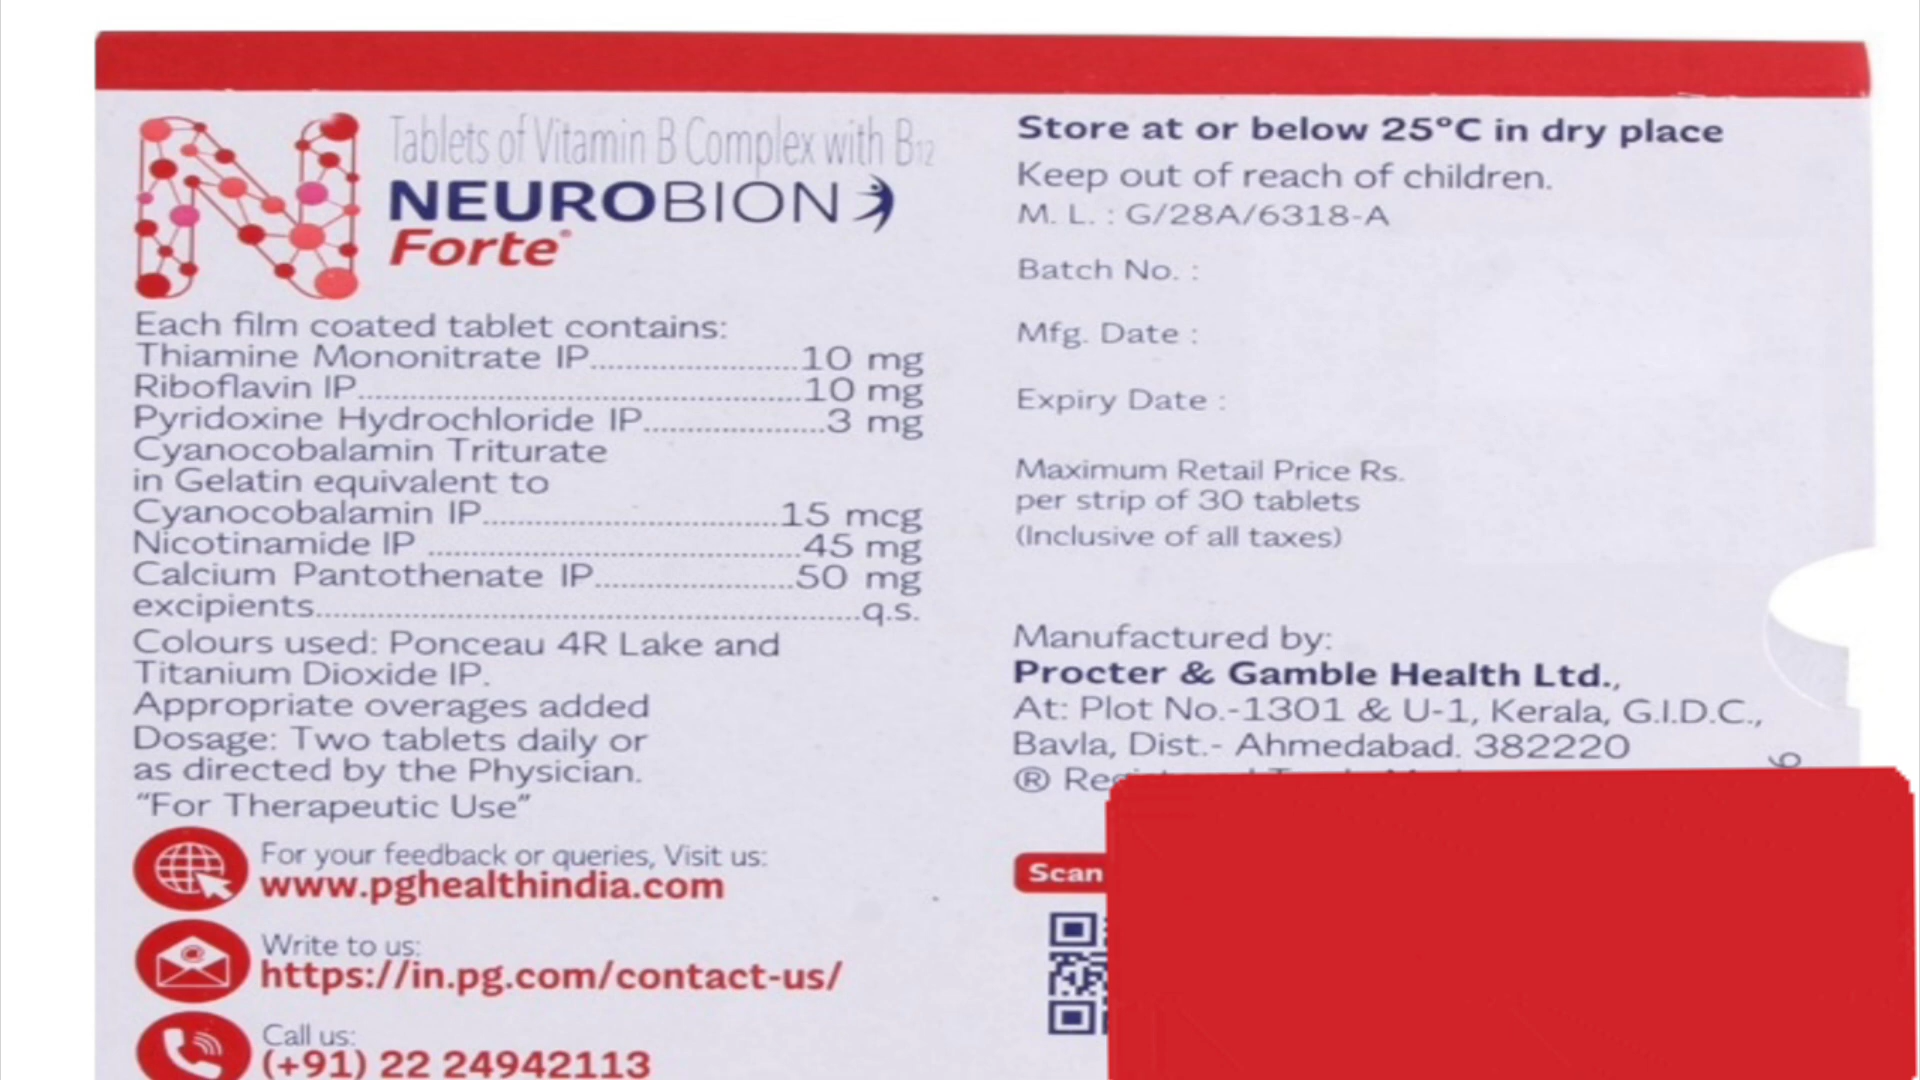 Tablets of Vitamin B Complex with B12
NEUROBION
Forte®
Each film coated tablet contains:
Thiamine Mononitrate IP..........................10 mg
Riboflavin IP.......................................................10 mg
Pyridoxine Hydrochloride IP.......................3 mg
Cyanocobalamin Triturate
in Gelatin equivalent to
Cyanocobalamin IP.....................................15 mcg
Nicotinamide IP ..............................................45 mg
Calcium Pantothenate IP.........................50 mg
excipients....................................................................q.s.
Colours used: Ponceau 4R Lake and
Titanium Dioxide IP.
Appropriate overages added
Dosage: Two tablets daily or
as directed by the Physician.
“For Therapeutic Use”
For your feedback or queries, Visit us:
www.pghealthindia.com
Write to us:
https://in.pg.com/contact-us/
Call us:
(+91) 22 24942113
Store at or below 25°C in dry place
Keep out of reach of children.
M. L. : G/28A/6318-A
Batch No. :
Mfg. Date :
Expiry Date :
Maximum Retail Price Rs.
per strip of 30 tablets
(Inclusive of all taxes)
Manufactured by:
Procter & Gamble Health Ltd.,
At: Plot No.-1301 & U-1, Kerala, G.I.D.C.,
Bavla, Dist.- Ahmedabad. 382220
®
Scan